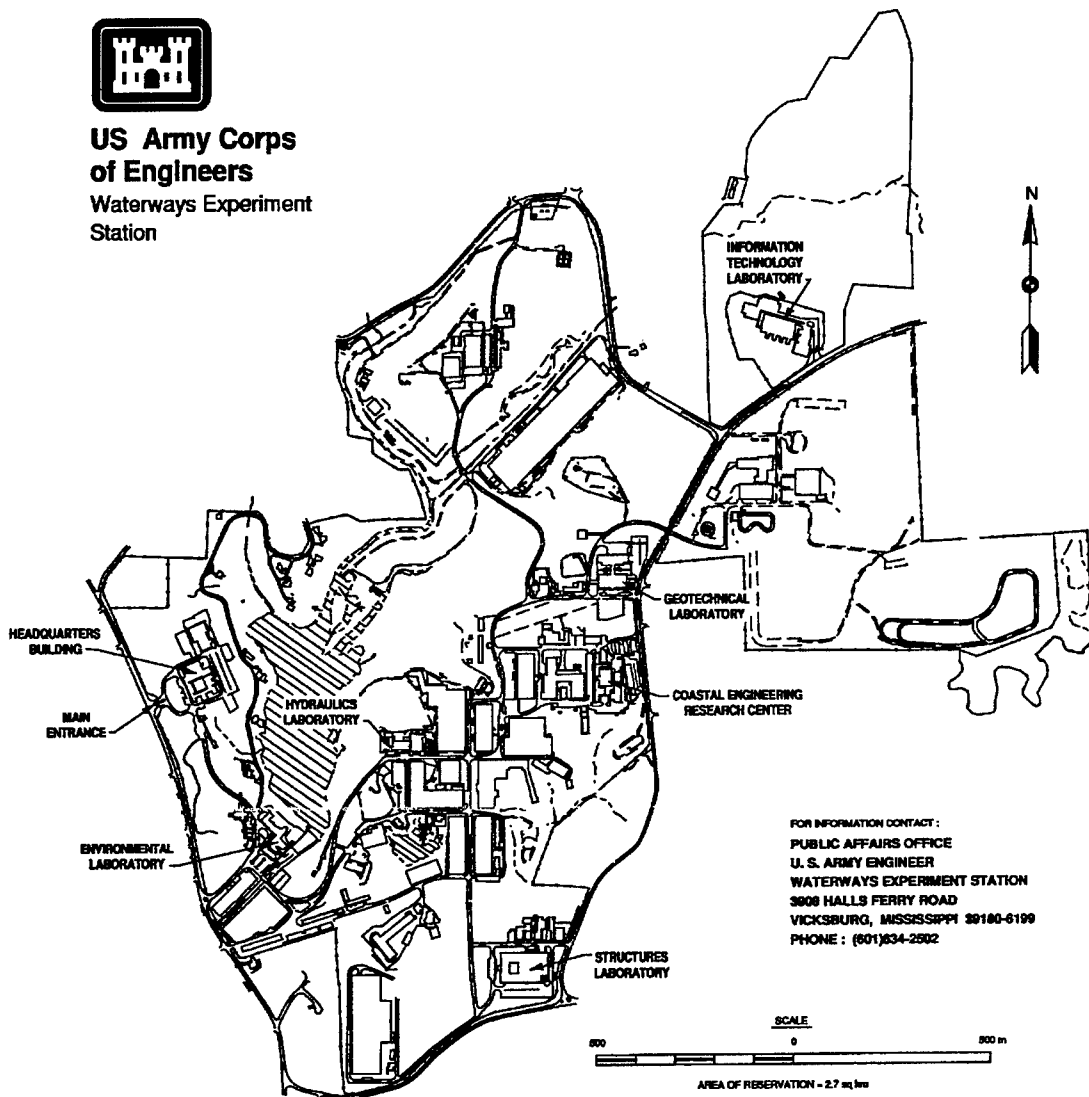 US Army Corps
of Engineers
Waterways Experiment
Station
N
INFORMATION
TECHNOLOGY
LABORATORY
GEOTECHNICAL
LABORATORY
HEADQUARTERS
BUILDING
MAIN
ENTRANCE
HYDRAULICS
LABORATORY
COASTAL ENGINEERING
RESEARCH CENTER
ENVIRONMENTAL
LABORATORY
STRUCTURES
LABORATORY
FOR INFORMATION CONTACT :
PUBLIC AFFAIRS OFFICE
U. S. ARMY ENGINEER
WATERWAYS EXPERIMENT STATION
3909 HALLS FERRY ROAD
VICKSBURG, MISSISSIPPI 39180-6199
PHONE : (601)634-2502
SCALE
500 0 500 m
AREA OF RESERVATION = 2.7 sq km